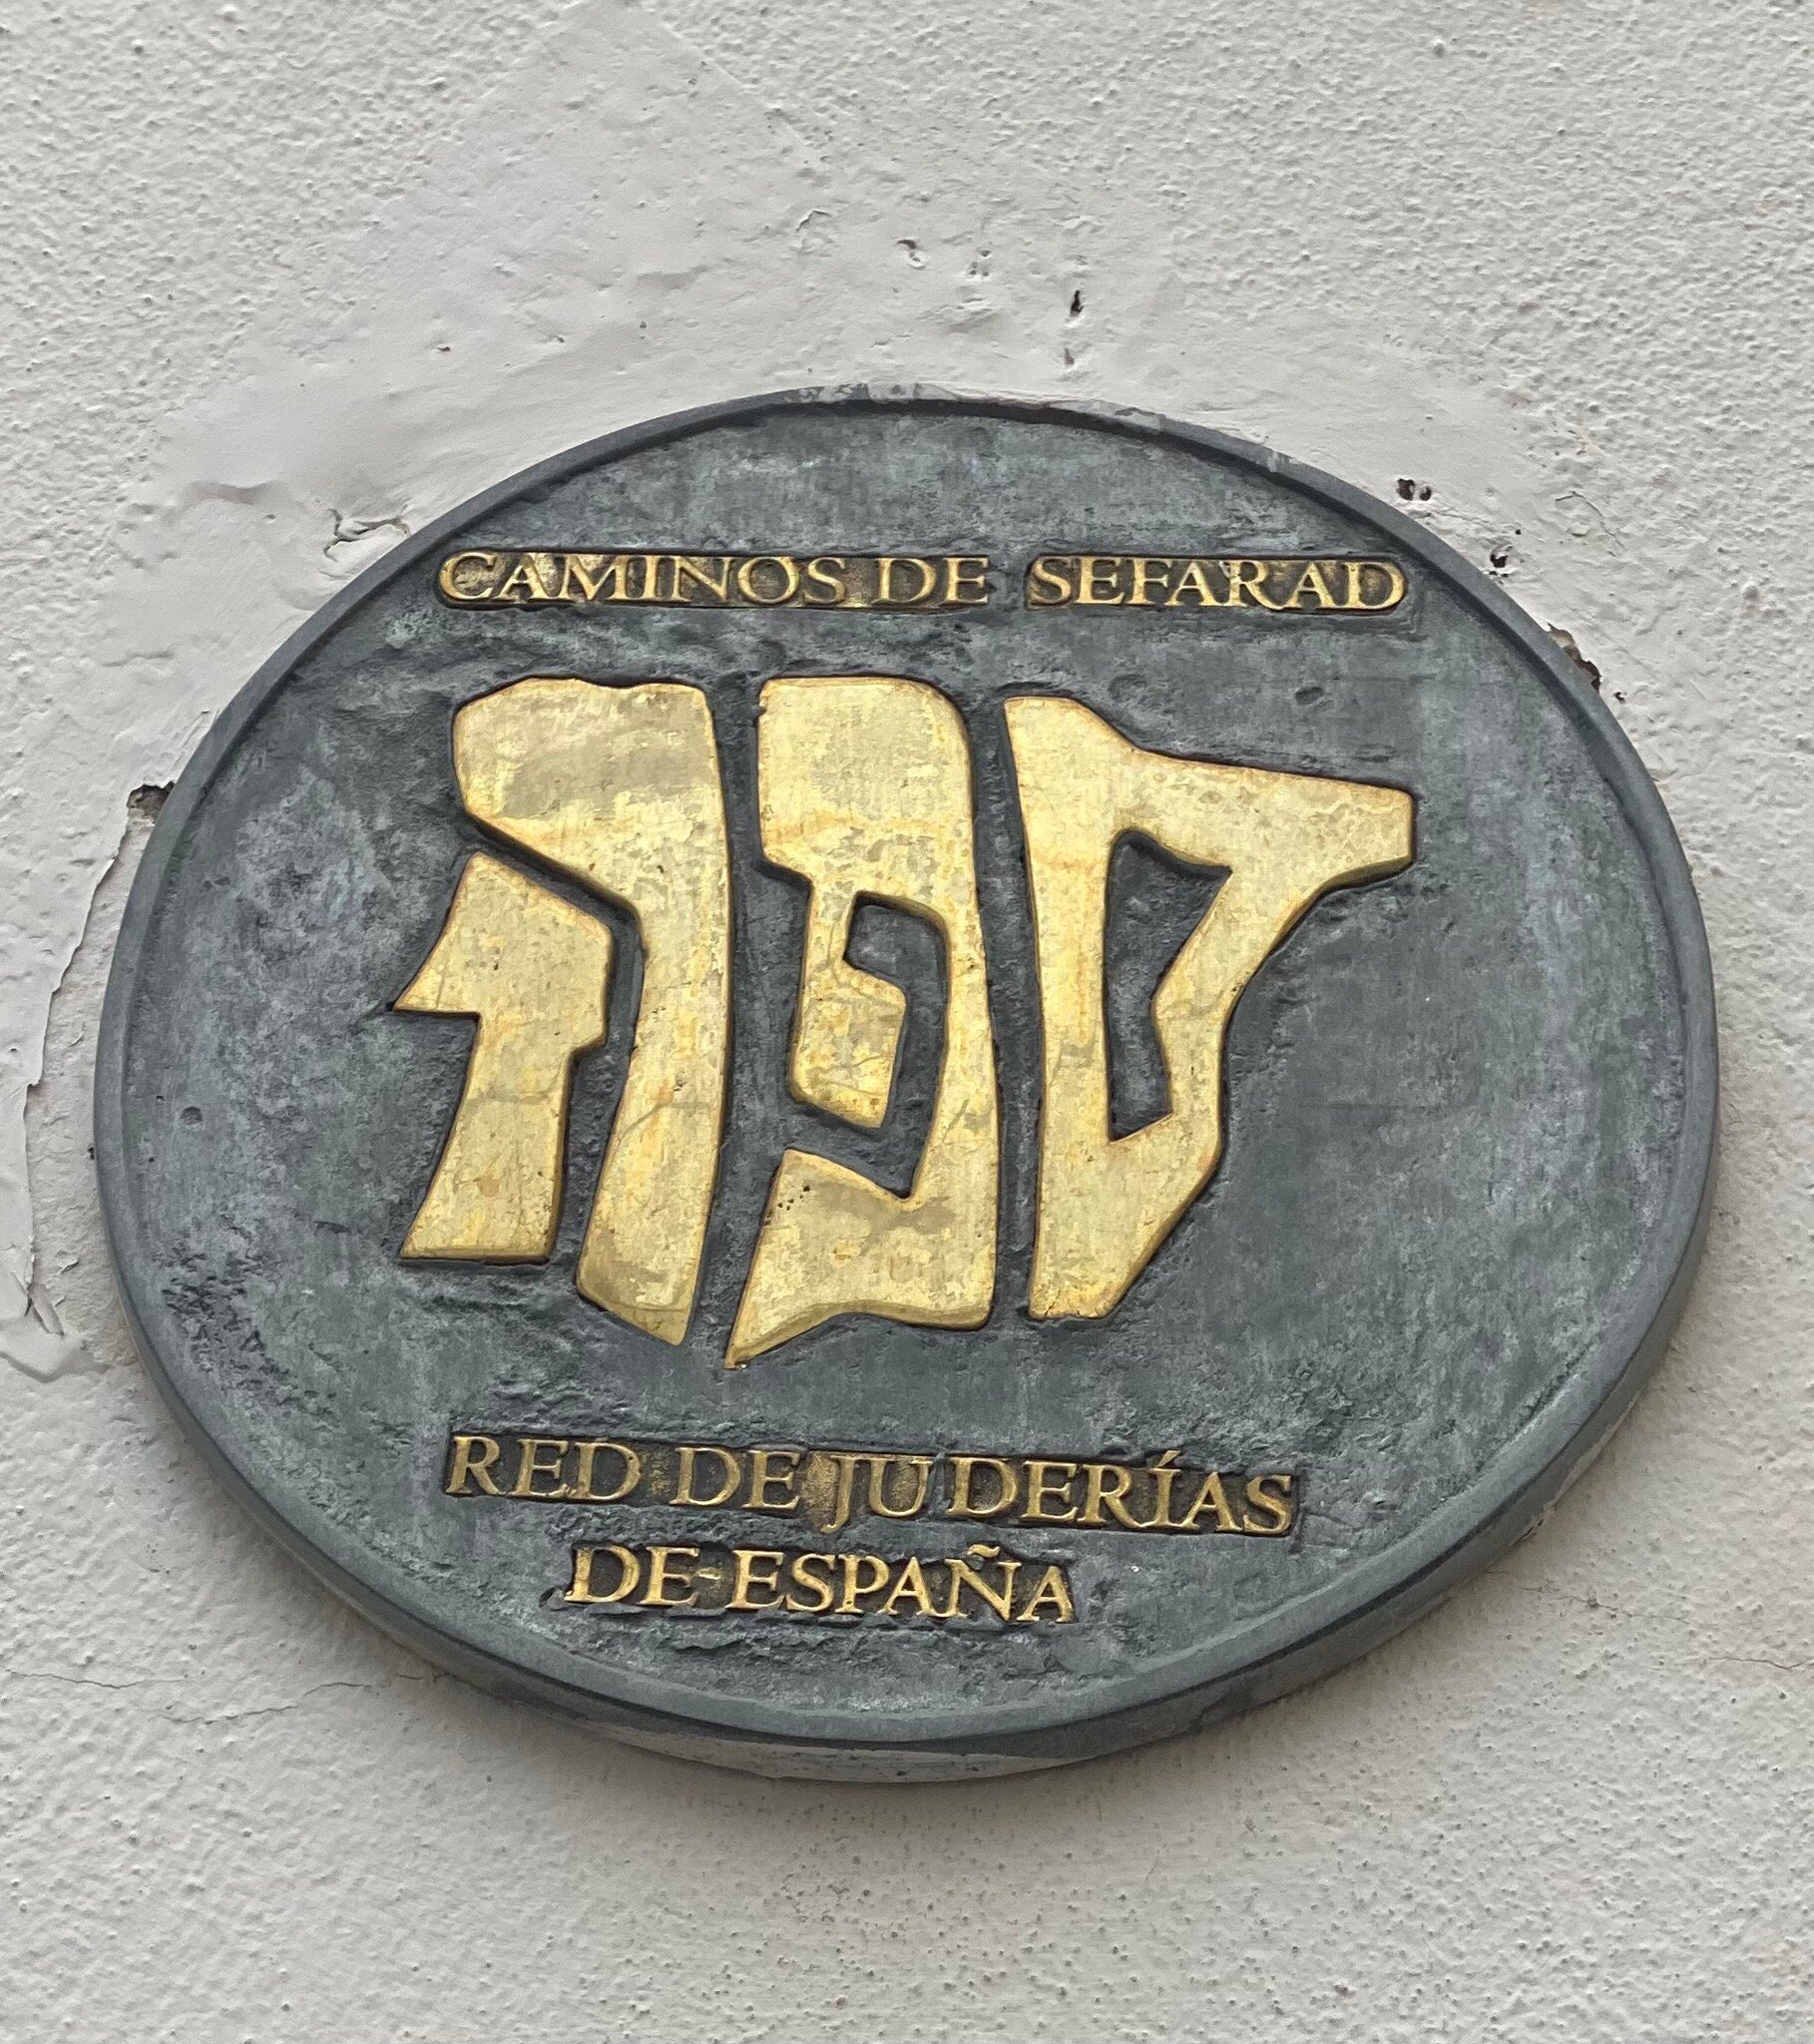 CAMINOS DE SEFARAD
ספרד
RED DE JUDERÍAS
DE ESPAÑA